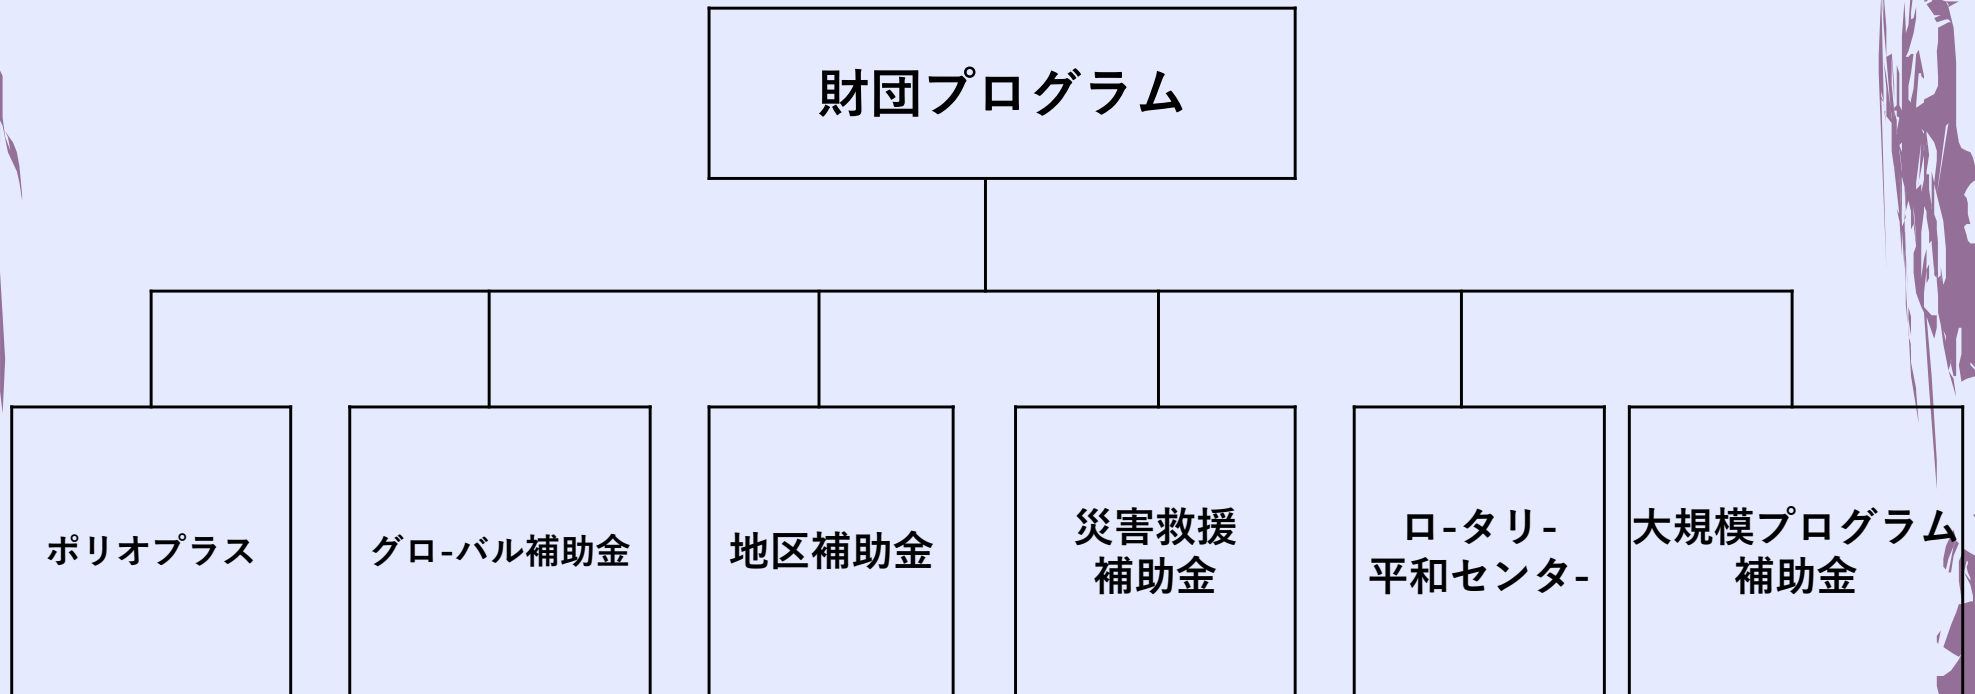 財団プログラム
ポリオプラス
グロ-バル補助金
地区補助金
災害救援
補助金
ロ-タリ-
平和センタ-
大規模プログラム
補助金